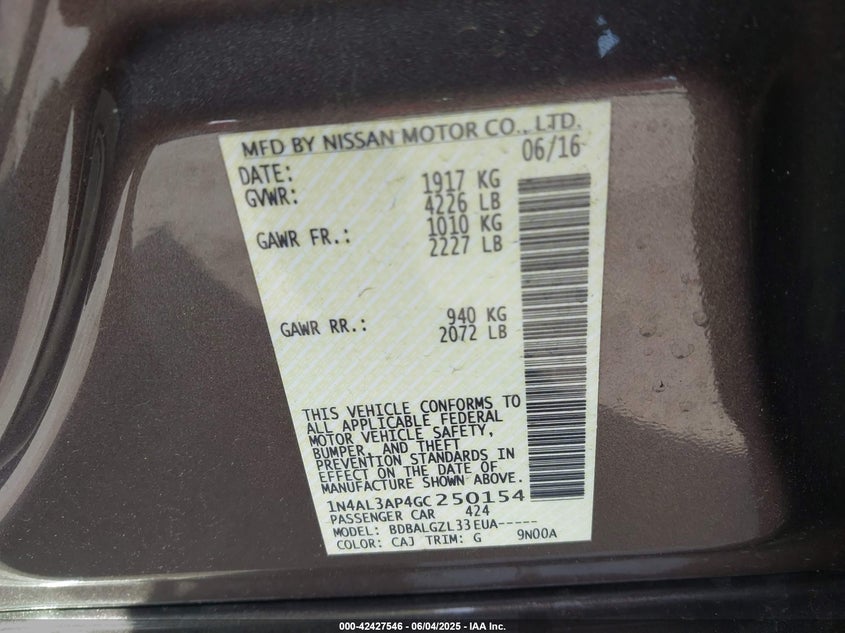 MFD BY NISSAN MOTOR CO., LTD.
DATE: 06/16
GVWR: 1917 KG
4226 LB
GAWR FR.: 1010 KG
2227 LB
GAWR RR.: 940 KG
2072 LB
THIS VEHICLE CONFORMS TO
ALL APPLICABLE FEDERAL
MOTOR VEHICLE SAFETY,
BUMPER, AND THEFT
PREVENTION STANDARDS IN
EFFECT ON THE DATE OF
MANUFACTURE SHOWN ABOVE.
1N4AL3AP4GC250154
PASSENGER CAR 424
MODEL: BDBALGZL33EUA-----
COLOR: CAJ TRIM: G 9N00A
000-42427546 | 06/04/2025 - IAA Inc.